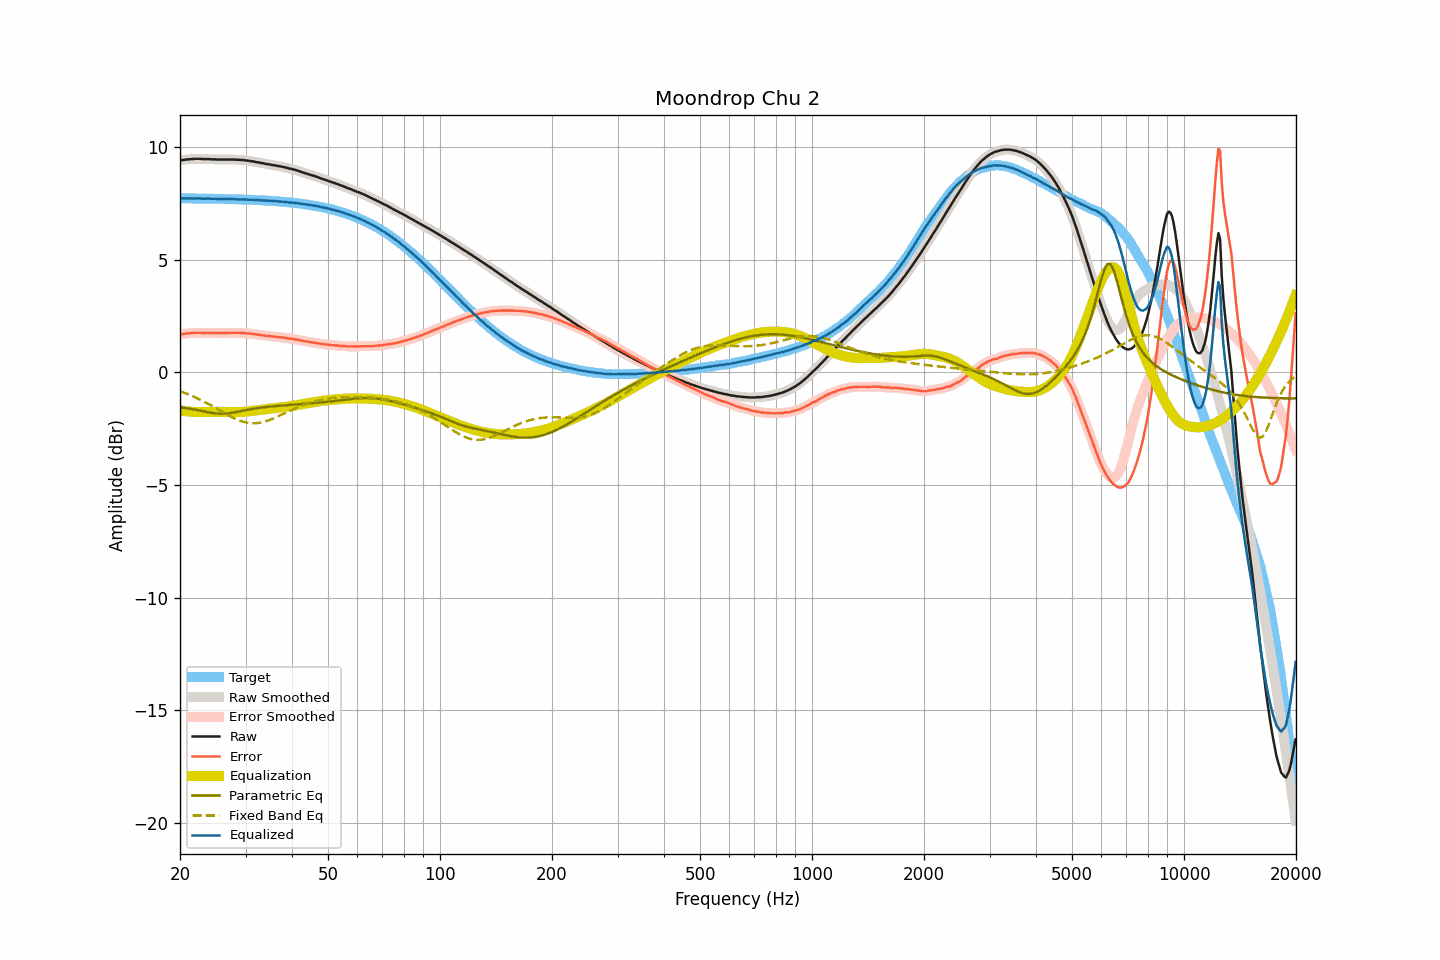 Moondrop Chu 2
Amplitude (dBr)
10
5
0
−5
−10
−15
−20
Target
Raw Smoothed
Error Smoothed
Raw
Error
Equalization
Parametric Eq
Fixed Band Eq
Equalized
20 50 100 200 500 1000 2000 5000 10000 20000
Frequency (Hz)